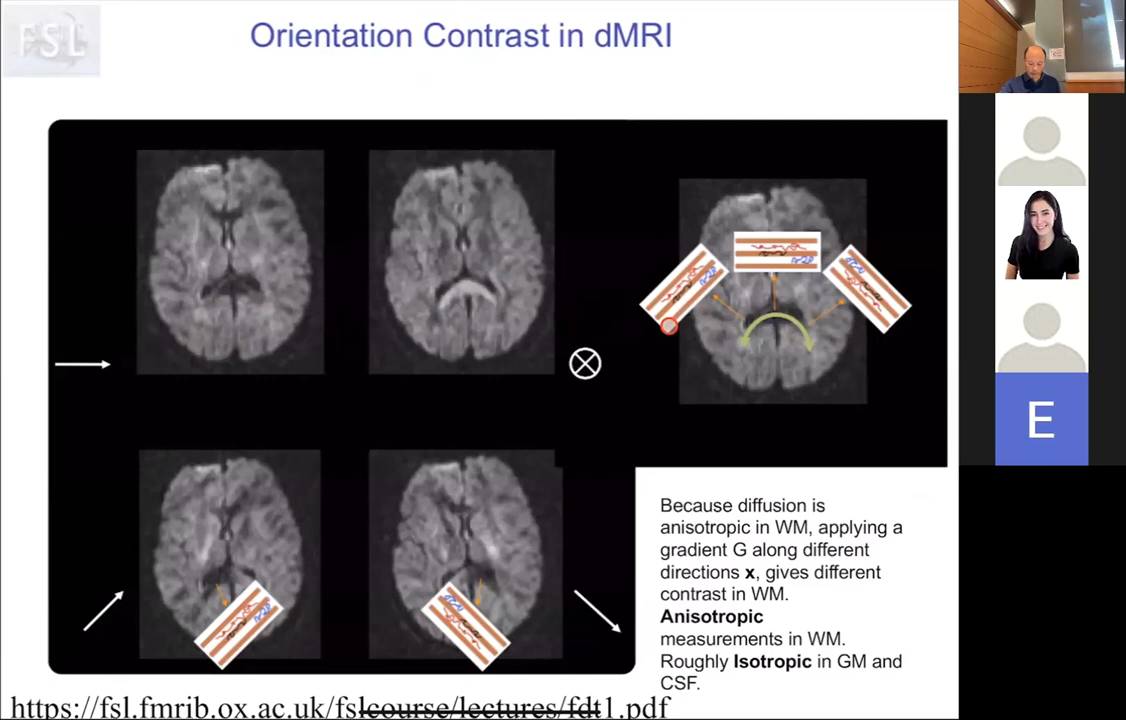 FSL
Orientation Contrast in dMRI
Because diffusion is
anisotropic in WM, applying a
gradient G along different
directions x, gives different
contrast in WM.
Anisotropic
measurements in WM.
Roughly Isotropic in GM and
CSF.
https://fsl.fmrib.ox.ac.uk/fslcourse/lectures/fdt1.pdf
E